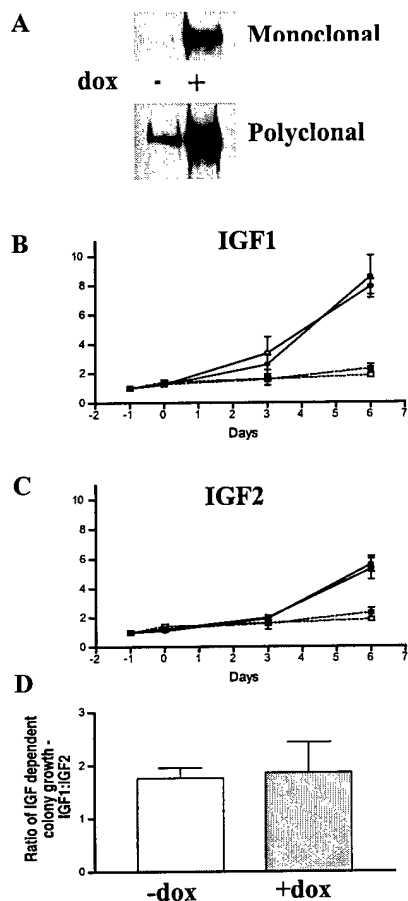 A
Monoclonal
dox - +
Polyclonal
B
IGF1
10
8
6
4
2
0
-2 -1 0 1 2 3 4 5 6 7
Days
C
IGF2
10
8
6
4
2
0
-2 -1 0 1 2 3 4 5 6 7
Days
D
Ratio of IGF dependent
colony growth -
IGF1:IGF2
3
2
1
0
-dox +dox